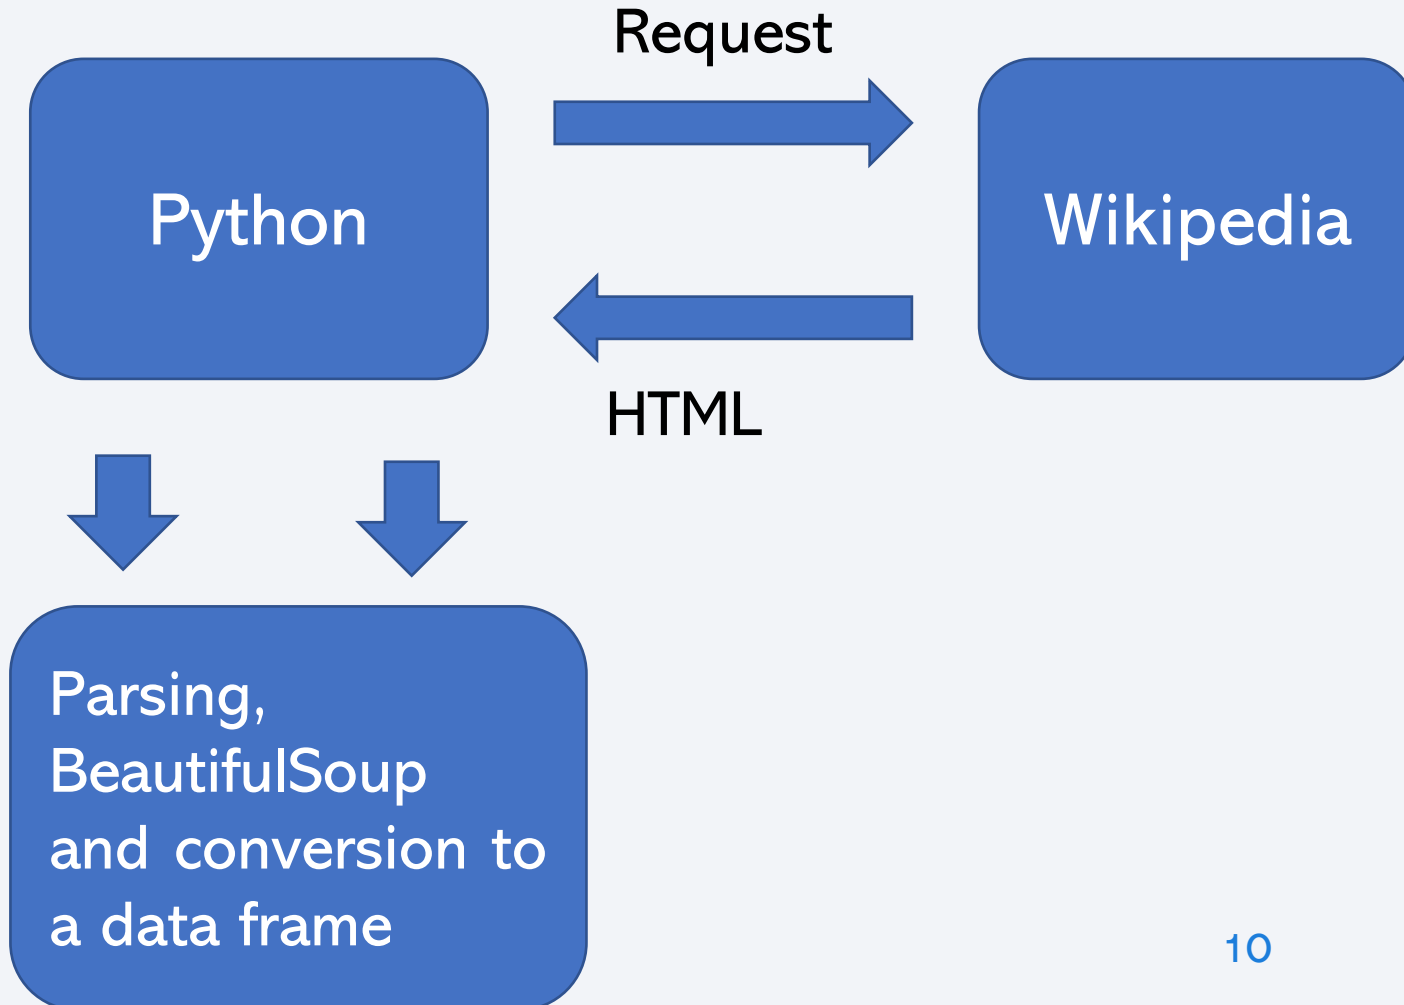 Request
Python
Wikipedia
HTML
Parsing,
BeautifulSoup
and conversion to
a data frame
10